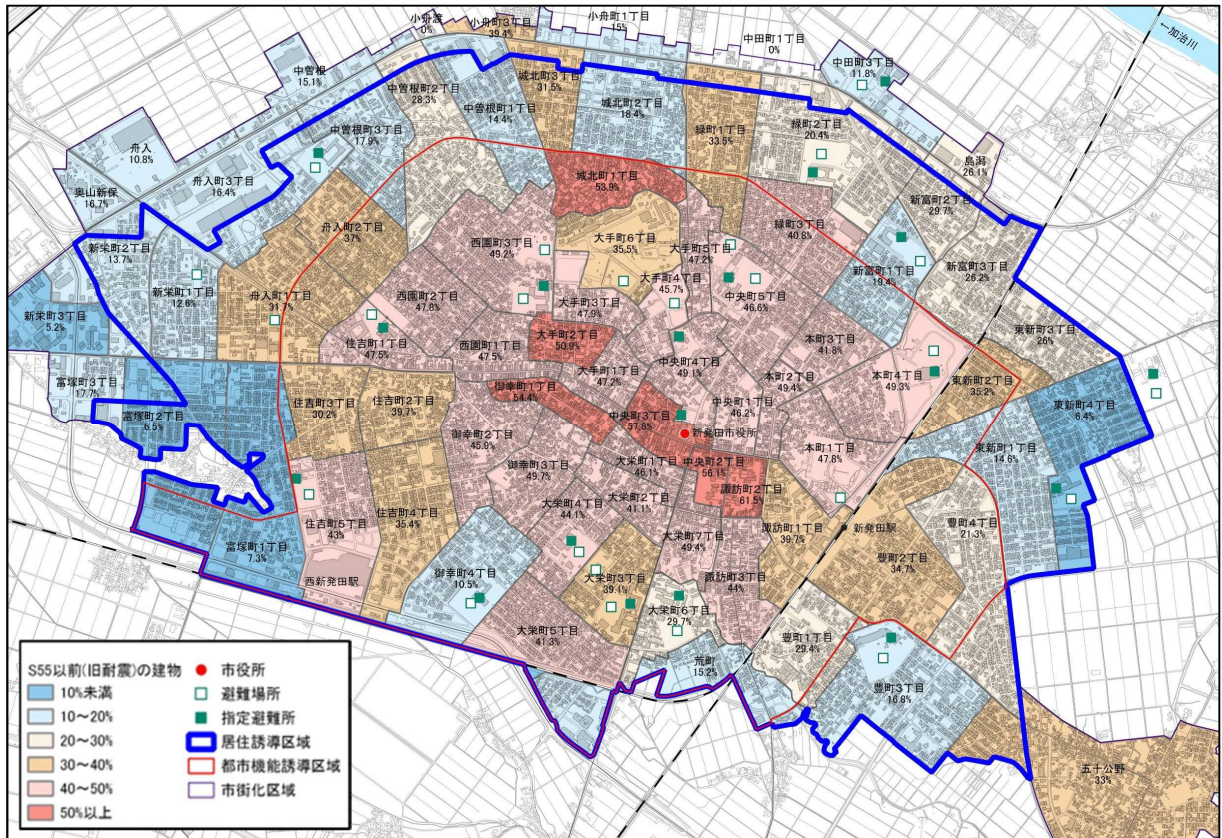 小舟渡
0%
小舟町3丁目
39.4%
小舟町1丁目
15%
中田町1丁目
0%
←加治川
中田町3丁目
11.8%
中曽根
15.1%
中曽根町2丁目
28.3%
城北町3丁目
31.5%
中曽根町1丁目
14.4%
城北町2丁目
18.4%
緑町1丁目
33.5%
緑町2丁目
20.4%
中曽根町3丁目
17.9%
舟入
10.8%
島潟
26.1%
奥山新保
16.7%
舟入町3丁目
16.4%
城北町1丁目
53.9%
新富町2丁目
29.7%
舟入町2丁目
37%
西園町3丁目
49.2%
大手町6丁目
35.5%
大手町5丁目
47.2%
緑町3丁目
40.8%
新栄町2丁目
13.7%
新富町1丁目
19.4%
新富町3丁目
26.2%
新栄町1丁目
12.6%
舟入町1丁目
31.7%
西園町2丁目
47.8%
大手町3丁目
47.9%
大手町4丁目
45.7%
中央町5丁目
46.6%
新栄町3丁目
5.2%
住吉町1丁目
47.5%
西園町1丁目
47.5%
大手町2丁目
50.9%
本町3丁目
41.8%
東新町3丁目
26%
大手町1丁目
47.2%
中央町4丁目
49.1%
本町2丁目
49.4%
本町4丁目
49.3%
東新町2丁目
35.2%
富塚町3丁目
17.7%
御幸町1丁目
54.4%
中央町1丁目
46.2%
住吉町3丁目
30.2%
住吉町2丁目
39.7%
富塚町2丁目
6.5%
中央町3丁目
57.8%
新発田市役所
東新町4丁目
6.4%
御幸町2丁目
45.9%
本町1丁目
47.8%
東新町1丁目
14.6%
御幸町3丁目
49.7%
大栄町1丁目
46.1%
中央町2丁目
56.1%
諏訪町2丁目
61.5%
大栄町4丁目
44.1%
大栄町2丁目
41.1%
住吉町5丁目
43%
住吉町4丁目
35.4%
諏訪町1丁目
39.7%
新発田駅
豊町4丁目
21.3%
富塚町1丁目
7.3%
大栄町7丁目
49.4%
豊町2丁目
34.7%
西新発田駅
御幸町4丁目
10.5%
大栄町3丁目
39.1%
諏訪町3丁目
44%
大栄町6丁目
29.7%
大栄町5丁目
41.3%
豊町1丁目
29.4%
荒町
15.2%
豊町3丁目
16.8%
五十公野
33%
S55以前(旧耐震)の建物
10%未満
10～20%
20～30%
30～40%
40～50%
50%以上
市役所
避難場所
指定避難所
居住誘導区域
都市機能誘導区域
市街化区域